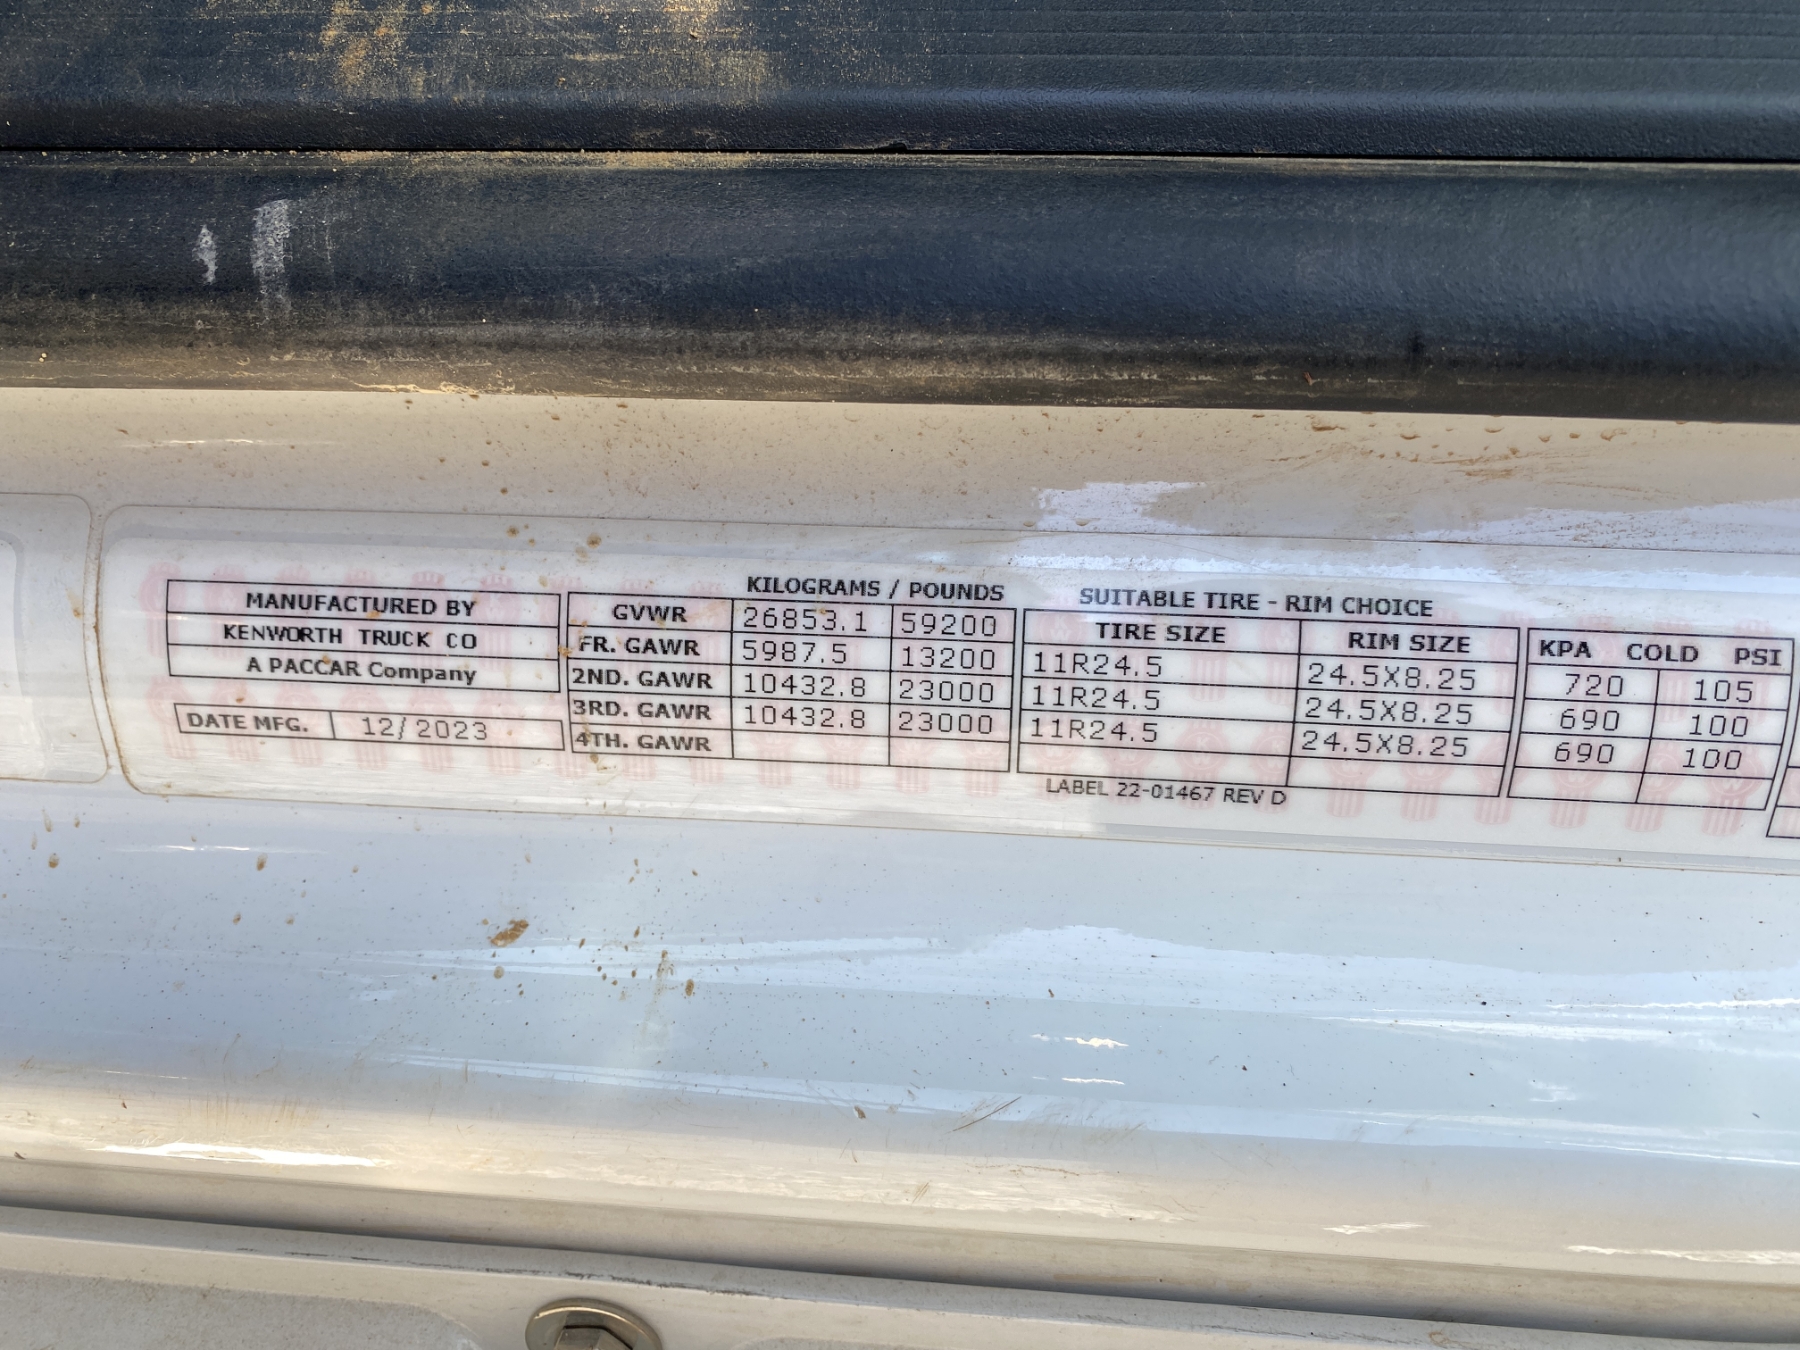 MANUFACTURED BY
KENWORTH TRUCK CO
A PACCAR Company
DATE MFG. 12/2023
KILOGRAMS / POUNDS
GVWR 26853.1 59200
FR. GAWR 5987.5 13200
2ND. GAWR 10432.8 23000
3RD. GAWR 10432.8 23000
4TH. GAWR
SUITABLE TIRE - RIM CHOICE
TIRE SIZE RIM SIZE KPA COLD PSI
11R24.5 24.5X8.25 720 105
11R24.5 24.5X8.25 690 100
11R24.5 24.5X8.25 690 100
LABEL 22-01467 REV D